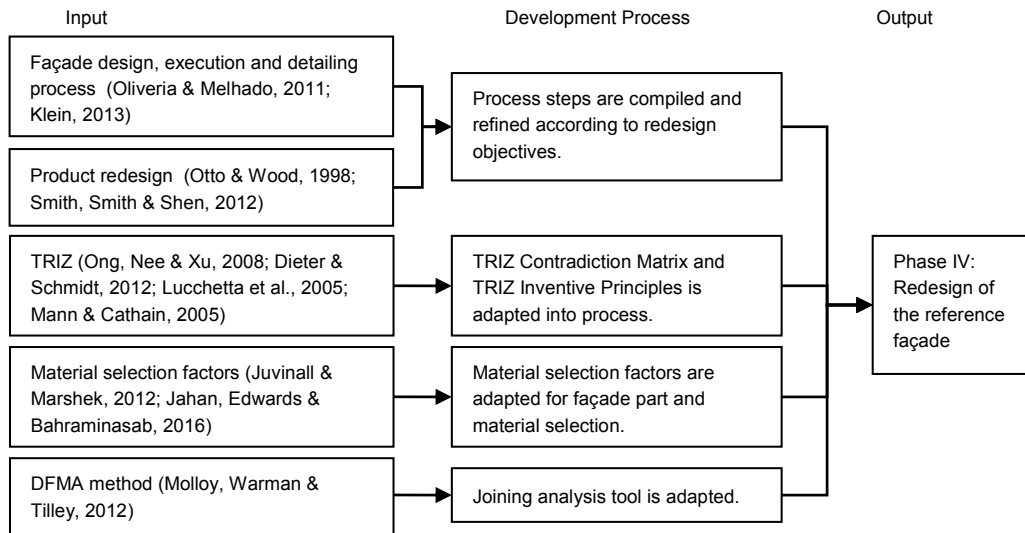 Input
Development Process
Output
Façade design, execution and detailing
process  (Oliveria & Melhado, 2011;
Klein, 2013)
Product redesign  (Otto & Wood, 1998;
Smith, Smith & Shen, 2012)
Process steps are compiled and
refined according to redesign
objectives.
TRIZ (Ong, Nee & Xu, 2008; Dieter &
Schmidt, 2012; Lucchetta et al., 2005;
Mann & Cathain, 2005)
TRIZ Contradiction Matrix and
TRIZ Inventive Principles is
adapted into process.
Material selection factors (Juvinall &
Marshek, 2012; Jahan, Edwards &
Bahraminasab, 2016)
Material selection factors are
adapted for façade part and
material selection.
DFMA method (Molloy, Warman &
Tilley, 2012)
Joining analysis tool is adapted.
Phase IV:
Redesign of
the reference
façade